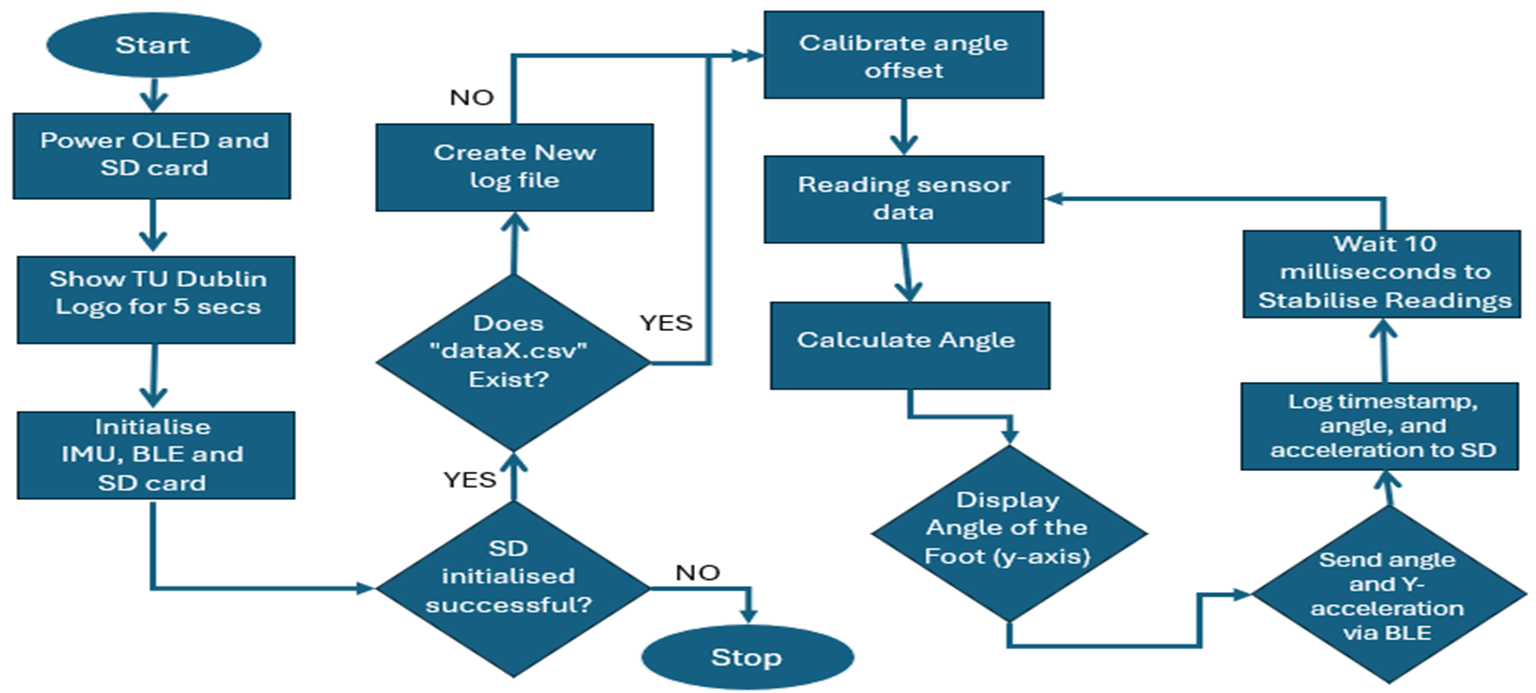 Start
Power OLED and
SD card
Show TU Dublin
Logo for 5 secs
Initialise
IMU, BLE and
SD card
SD
initialised
successful?
NO
Stop
YES
Does
"dataX.csv"
Exist?
YES
NO
Create New
log file
Calibrate angle
offset
Reading sensor
data
Calculate Angle
Display
Angle of the
Foot (y-axis)
Send angle
and Y-
acceleration
via BLE
Log timestamp,
angle, and
acceleration to SD
Wait 10
milliseconds to
Stabilise Readings